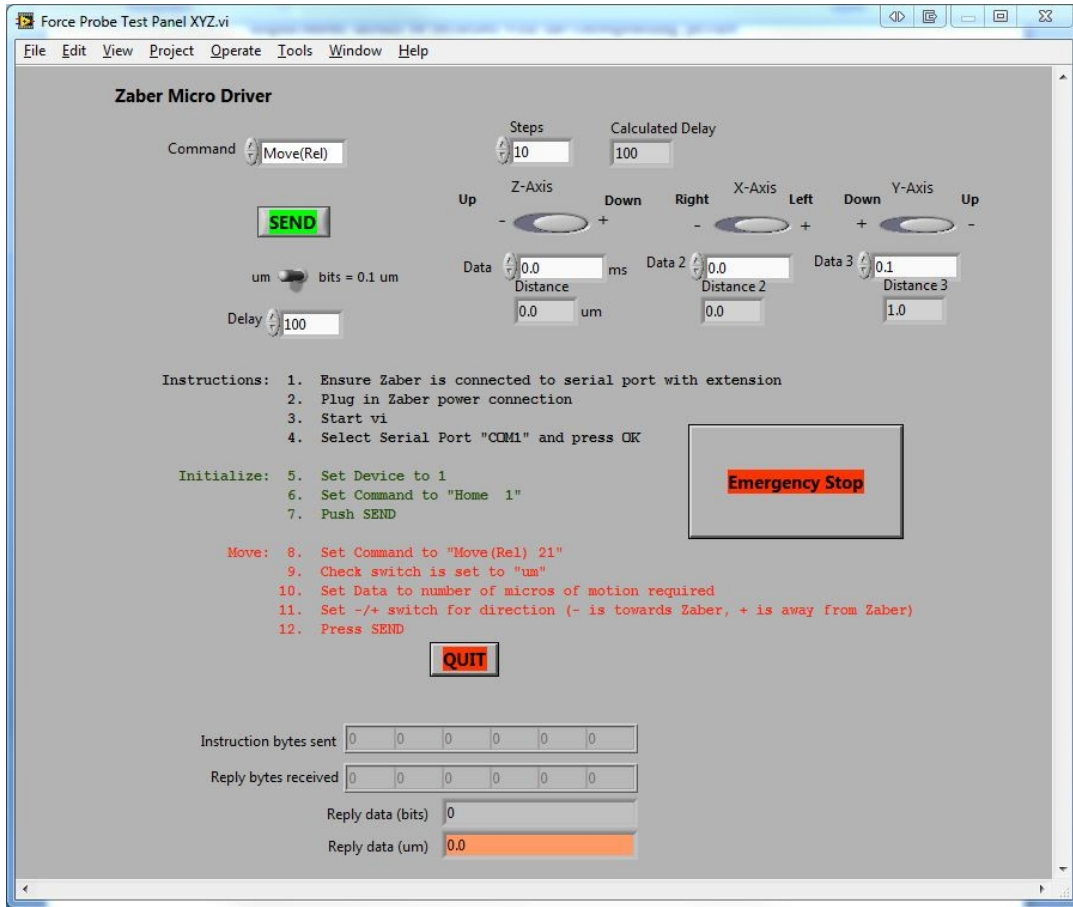 Force Probe Test Panel XYZ.vi
File Edit View Project Operate Tools Window Help
Zaber Micro Driver
Command Move(Rel)
Steps
10
Calculated Delay
100
SEND
Z-Axis
Up Down
- +
X-Axis
Right Left
- +
Y-Axis
Down Up
+ -
um bits = 0.1 um
Data 0.0 ms
Distance
0.0 um
Data 2 0.0
Distance 2
0.0
Data 3 0.1
Distance 3
1.0
Delay 100
Instructions: 1. Ensure Zaber is connected to serial port with extension
2. Plug in Zaber power connection
3. Start vi
4. Select Serial Port "COM1" and press OK
Initialize: 5. Set Device to 1
6. Set Command to "Home 1"
7. Push SEND
Emergency Stop
Move: 8. Set Command to "Move(Rel) 21"
9. Check switch is set to "um"
10. Set Data to number of micros of motion required
11. Set -/+ switch for direction (- is towards Zaber, + is away from Zaber)
12. Press SEND
QUIT
Instruction bytes sent 0 0 0 0 0 0
Reply bytes received 0 0 0 0 0 0
Reply data (bits) 0
Reply data (um) 0.0